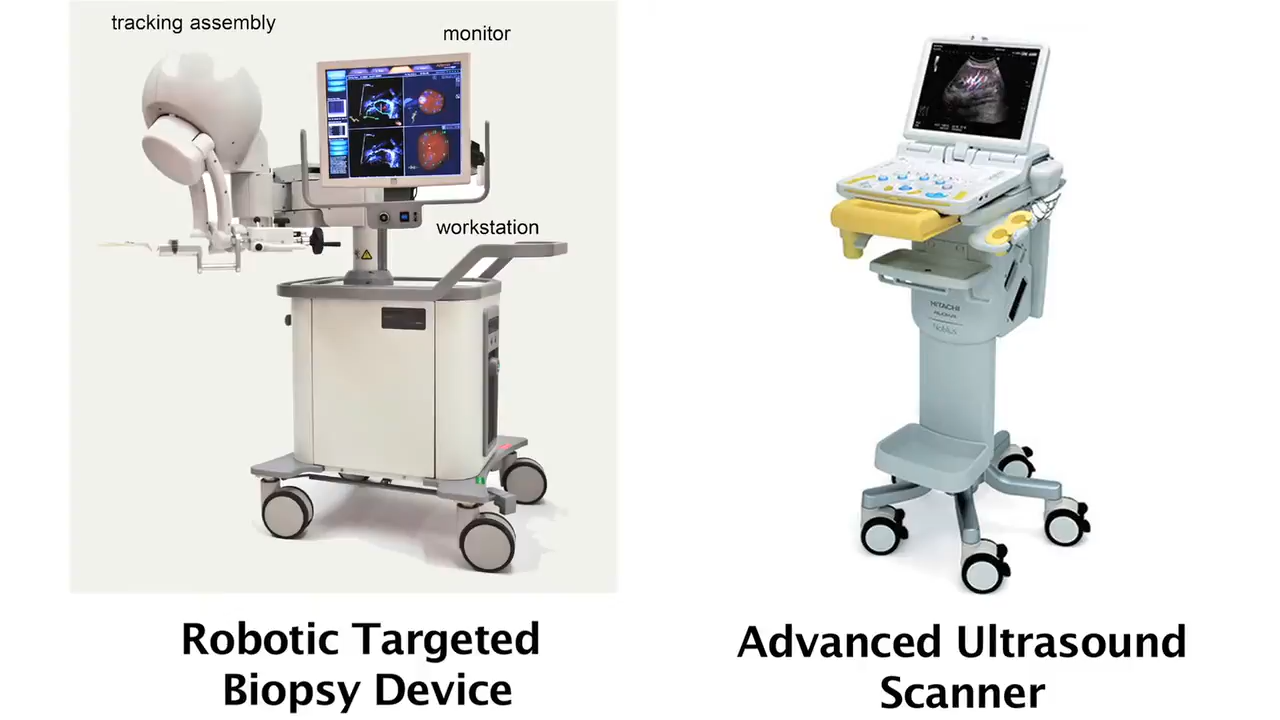 tracking assembly
monitor
workstation
HITACHI
ALOKA
Noblus
Robotic Targeted
Biopsy Device
Advanced Ultrasound
Scanner